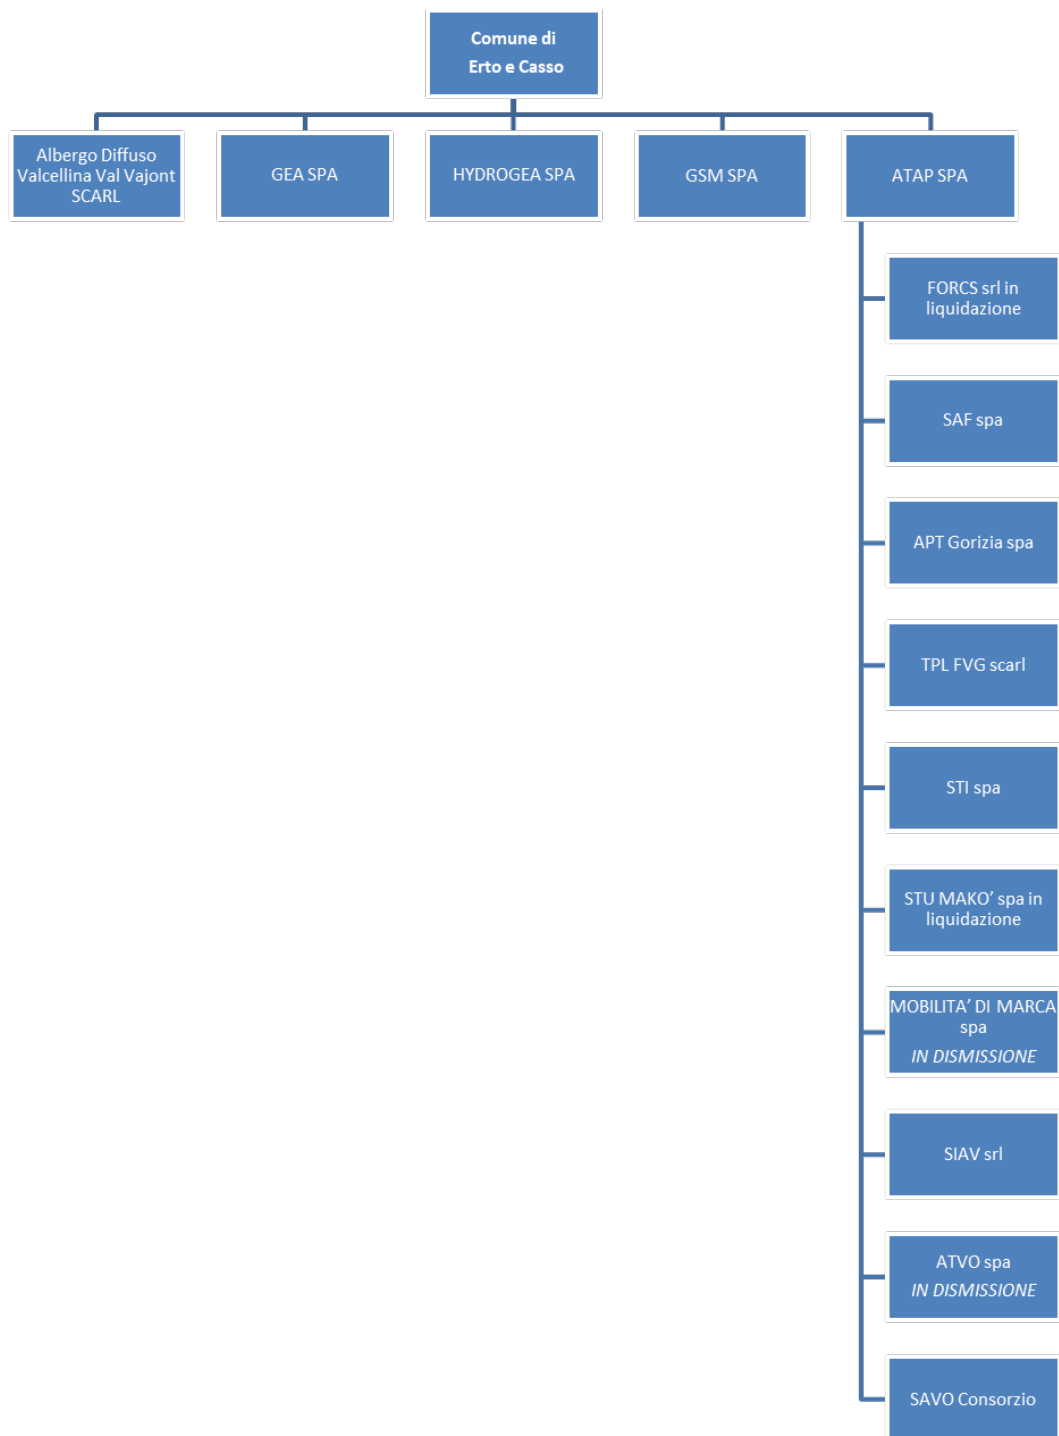 Comune di
Erto e Casso
Albergo Diffuso
Valcellina Val Vajont
SCARL
GEA SPA
HYDROGEA SPA
GSM SPA
ATAP SPA
FORCS srl in
liquidazione
SAF spa
APT Gorizia spa
TPL FVG scarl
STI spa
STU MAKO’ spa in
liquidazione
MOBILITA’ DI MARCA
spa
IN DISMISSIONE
SIAV srl
ATVO spa
IN DISMISSIONE
SAVO Consorzio